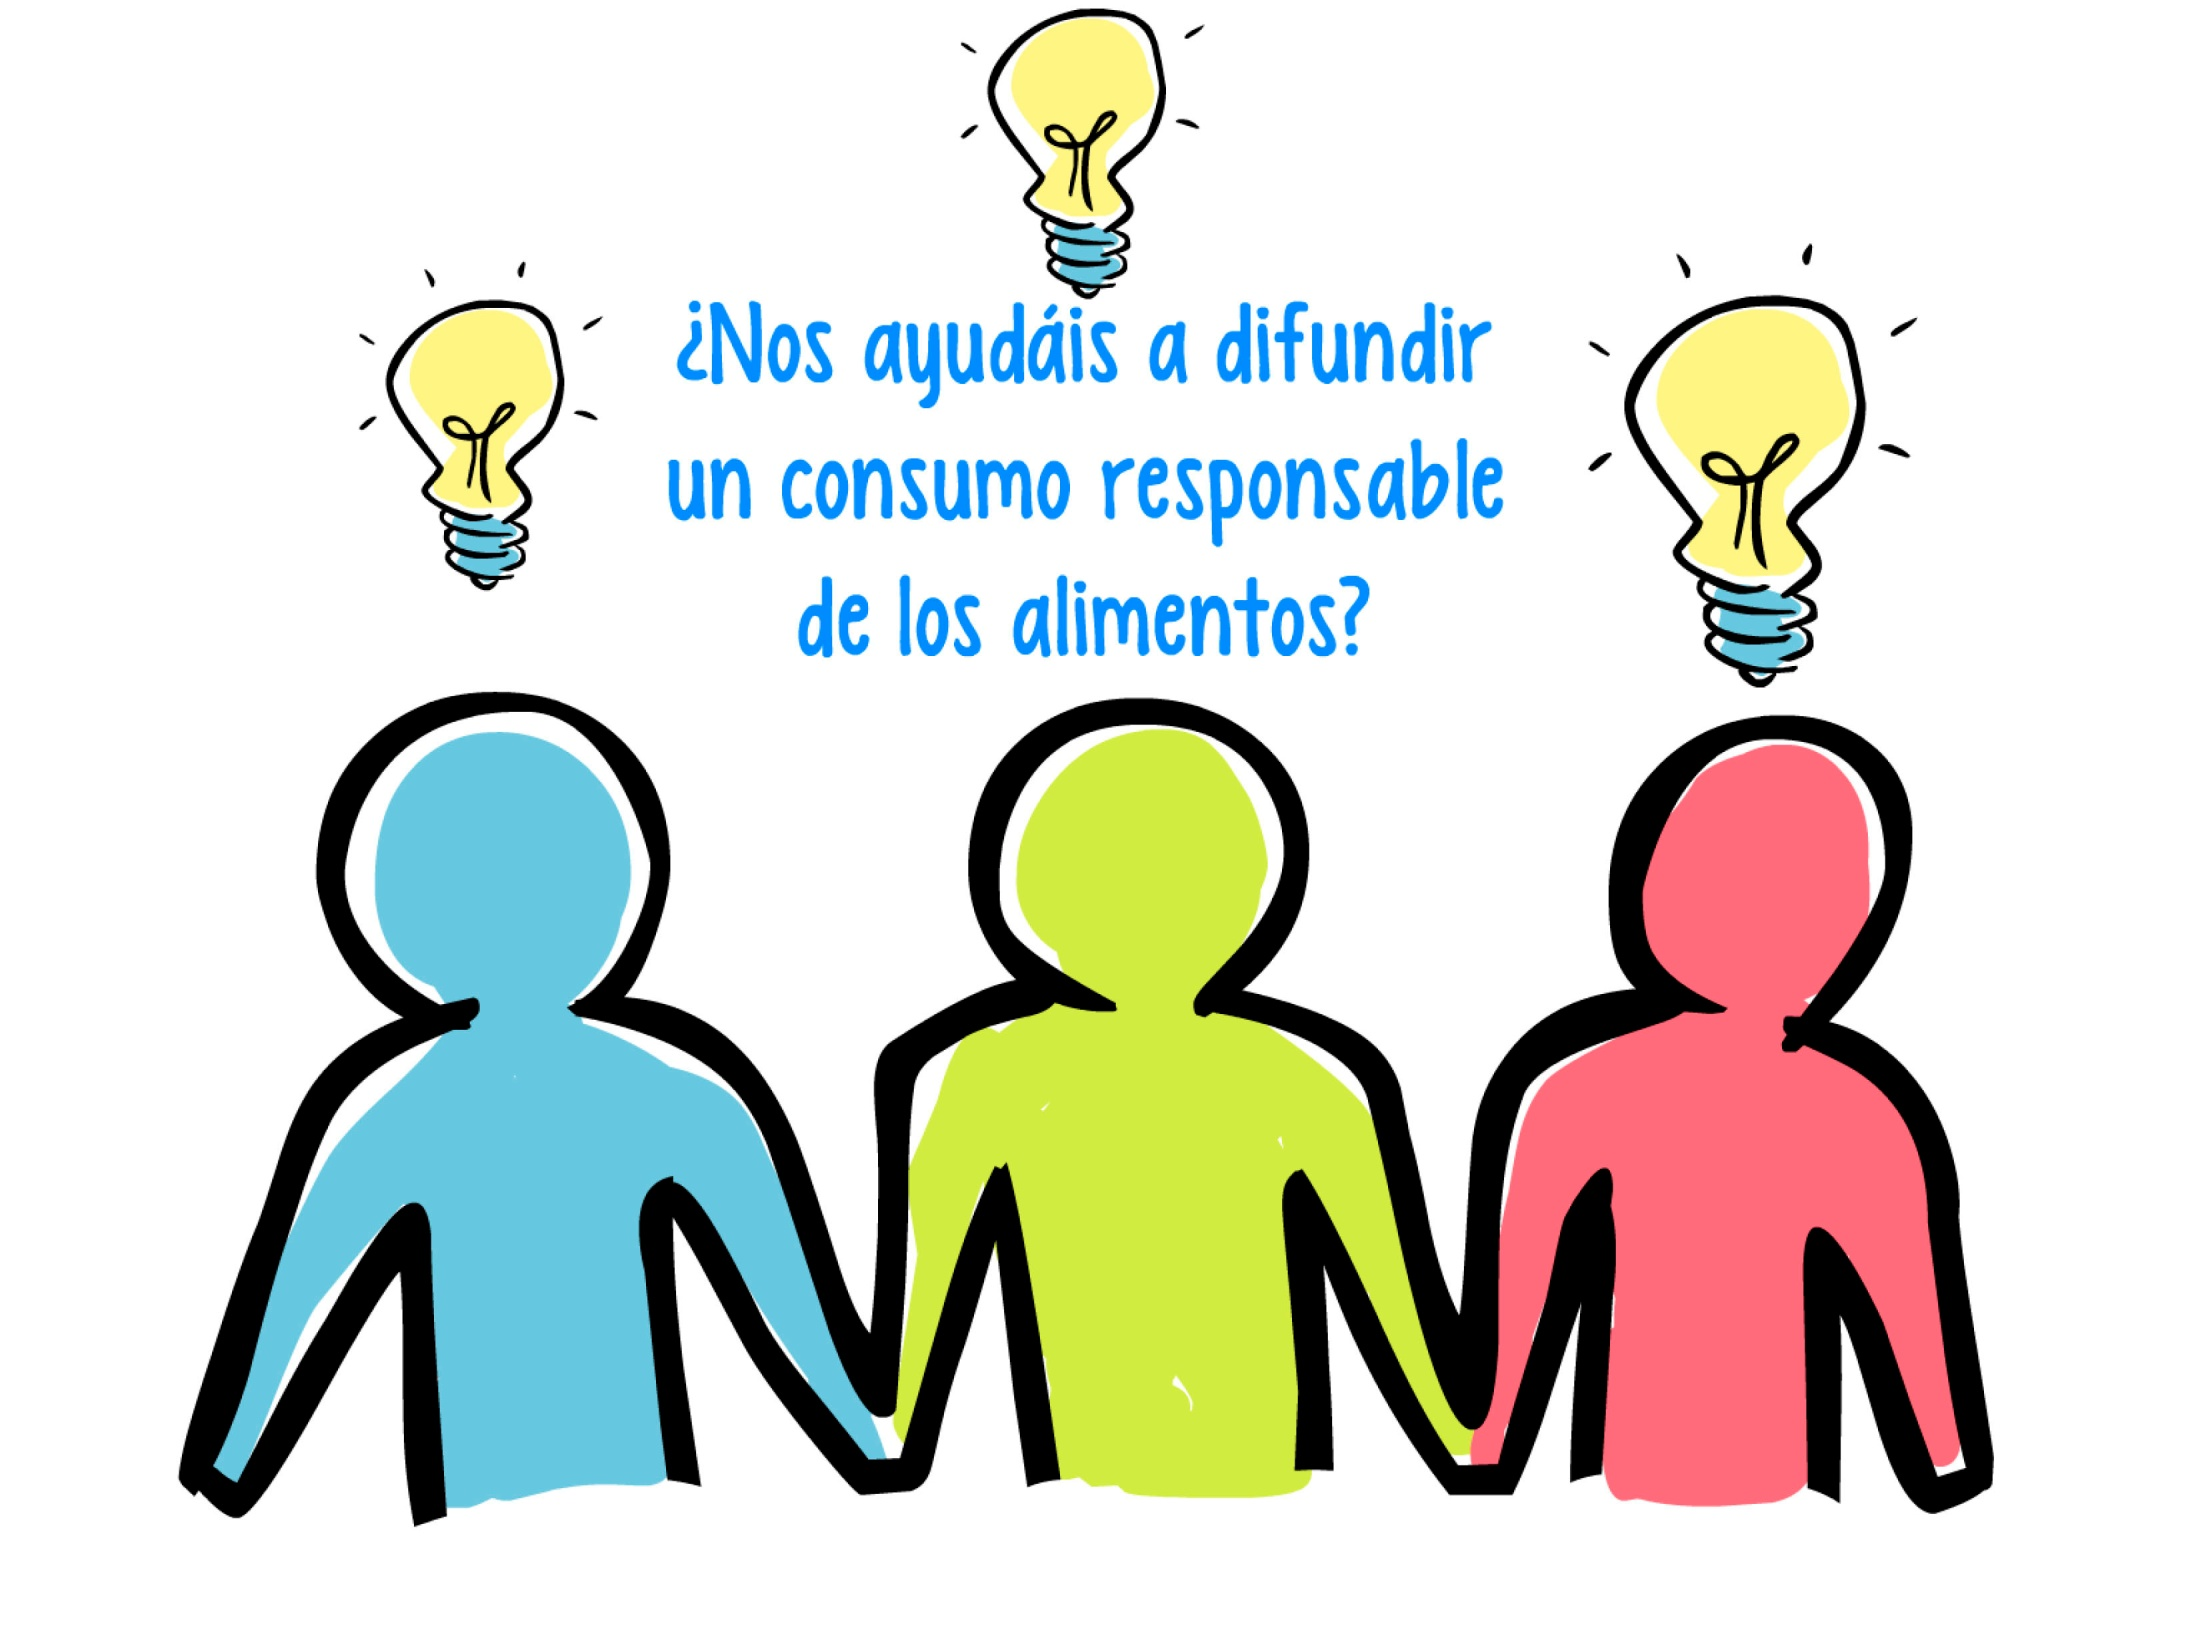 ¿Nos ayudáis a difundir
un consumo responsable
de los alimentos?